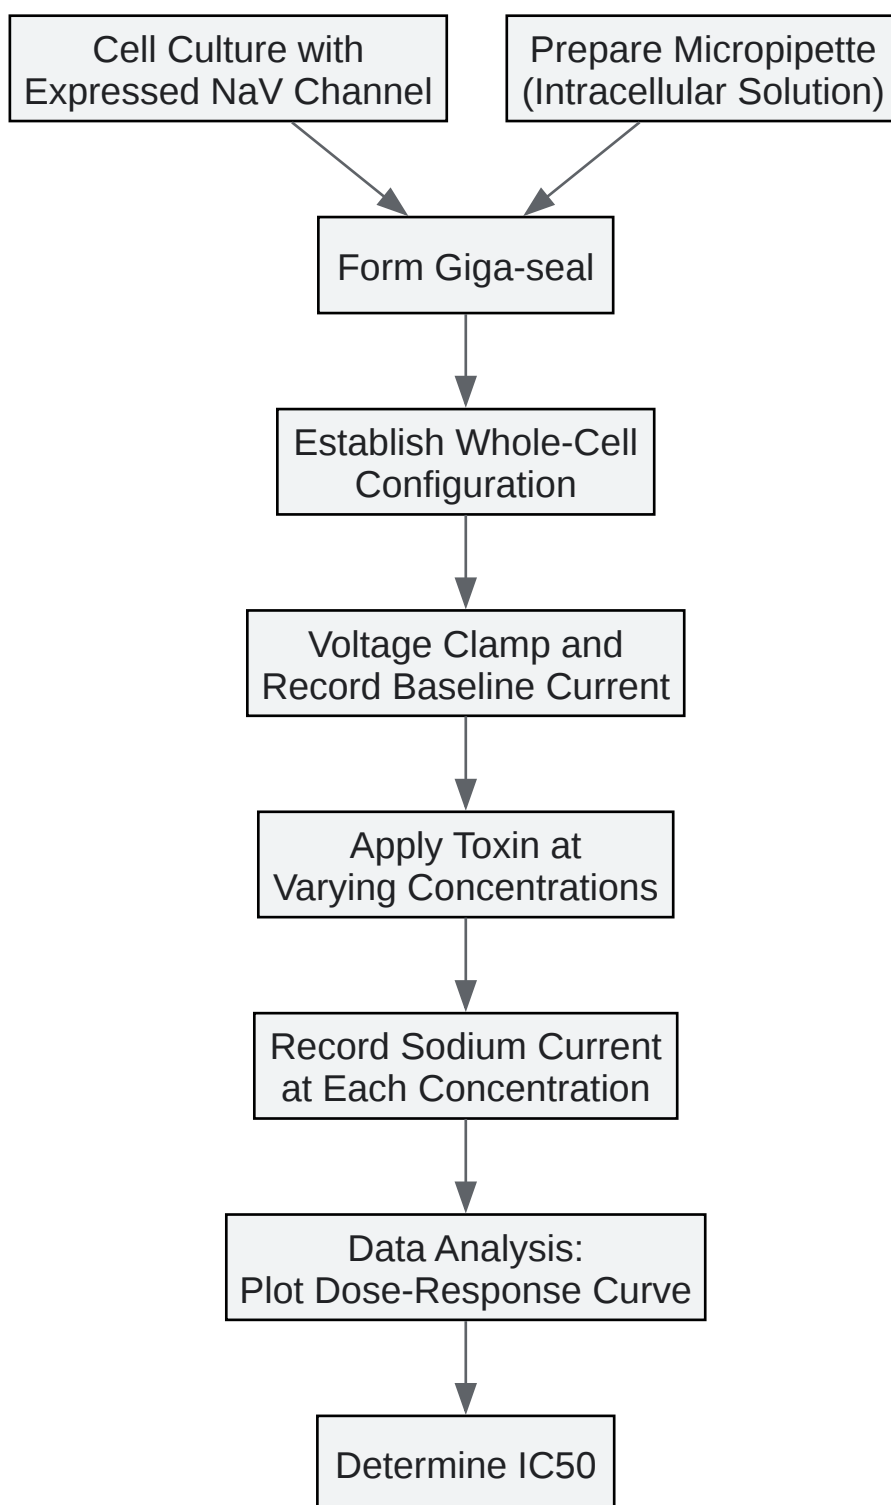 Cell Culture with
Expressed NaV Channel
Prepare Micropipette
(Intracellular Solution)
Form Giga-seal
Establish Whole-Cell
Configuration
Voltage Clamp and
Record Baseline Current
Apply Toxin at
Varying Concentrations
Record Sodium Current
at Each Concentration
Data Analysis:
Plot Dose-Response Curve
Determine IC50